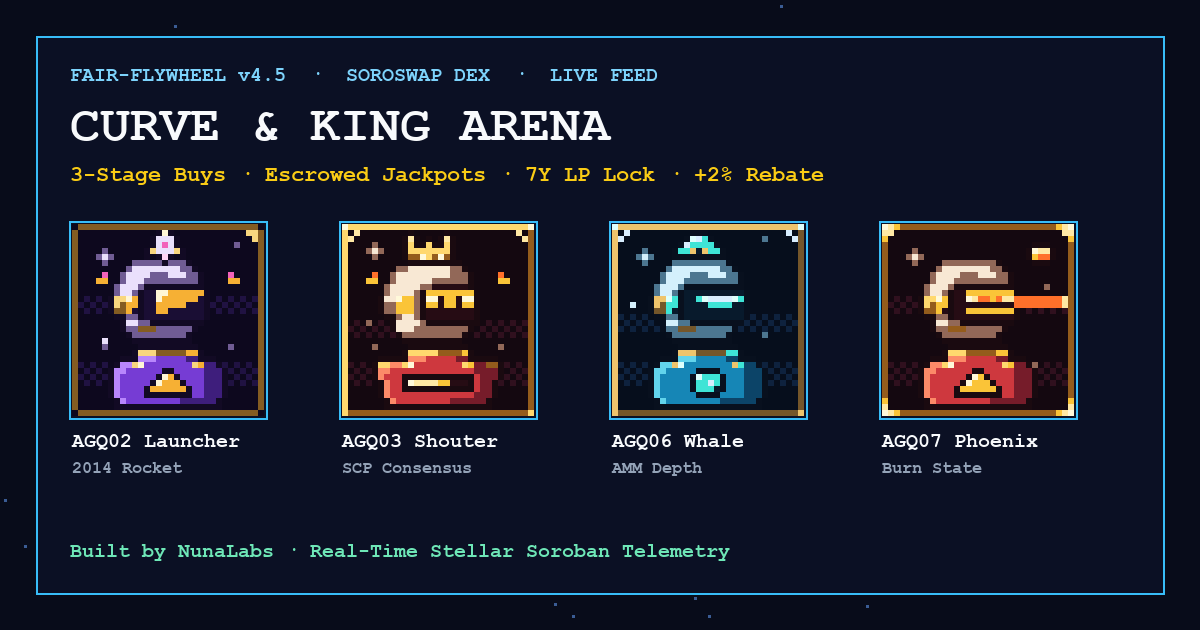 FAIR-FLYWHEEL v4.5 · SOROSWAP DEX · LIVE FEED
CURVE & KING ARENA
3-Stage Buys · Escrowed Jackpots · 7Y LP Lock · +2% Rebate
AGQ02 Launcher
2014 Rocket
AGQ03 Shouter
SCP Consensus
AGQ06 Whale
AMM Depth
AGQ07 Phoenix
Burn State
Built by NunaLabs · Real-Time Stellar Soroban Telemetry